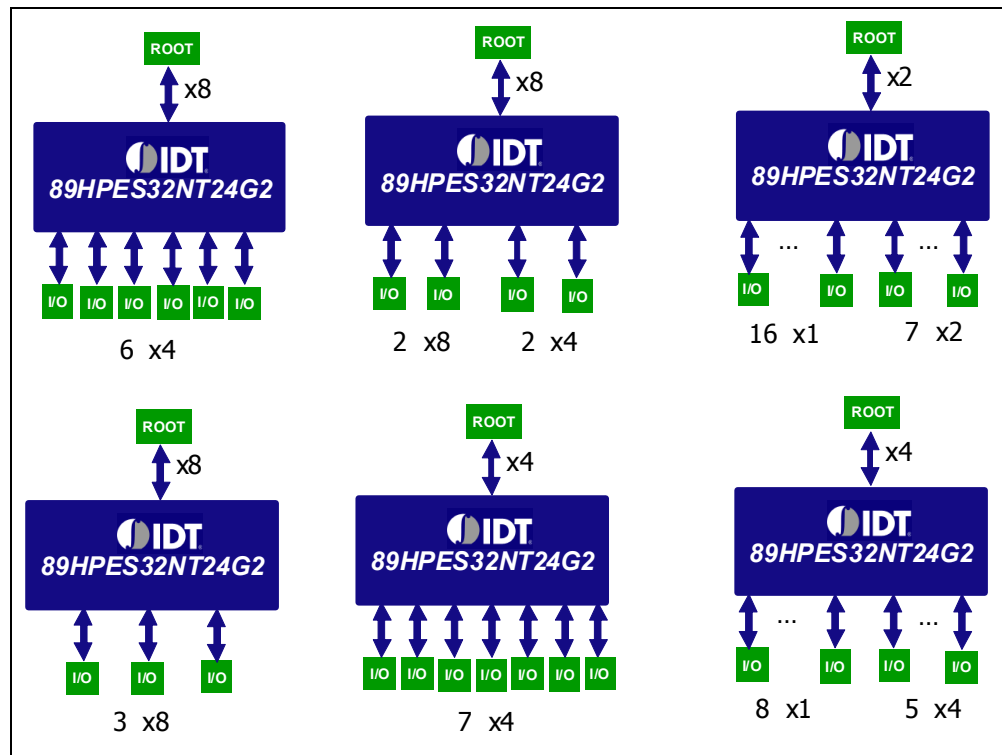 ROOT
x8
IDT
89HPES32NT24G2
I/O I/O I/O I/O I/O I/O
6 x4
ROOT
x8
IDT
89HPES32NT24G2
I/O I/O I/O I/O
2 x8 2 x4
ROOT
x2
IDT
89HPES32NT24G2
... ...
I/O I/O I/O I/O
16 x1 7 x2
ROOT
x8
IDT
89HPES32NT24G2
I/O I/O I/O
3 x8
ROOT
x4
IDT
89HPES32NT24G2
I/O I/O I/O I/O I/O I/O I/O
7 x4
ROOT
x4
IDT
89HPES32NT24G2
... ...
I/O I/O I/O I/O
8 x1 5 x4